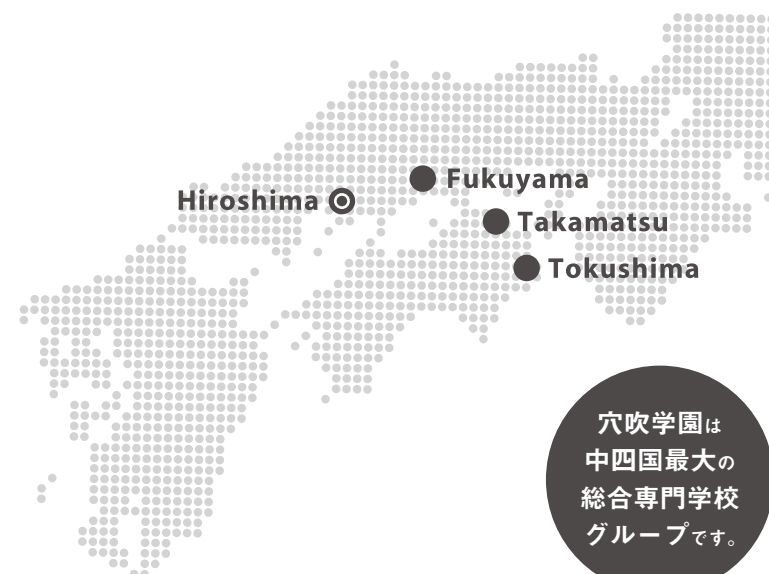 Fukuyama
Hiroshima
Takamatsu
Tokushima
穴吹学園は
中四国最大の
総合専門学校
グループです。